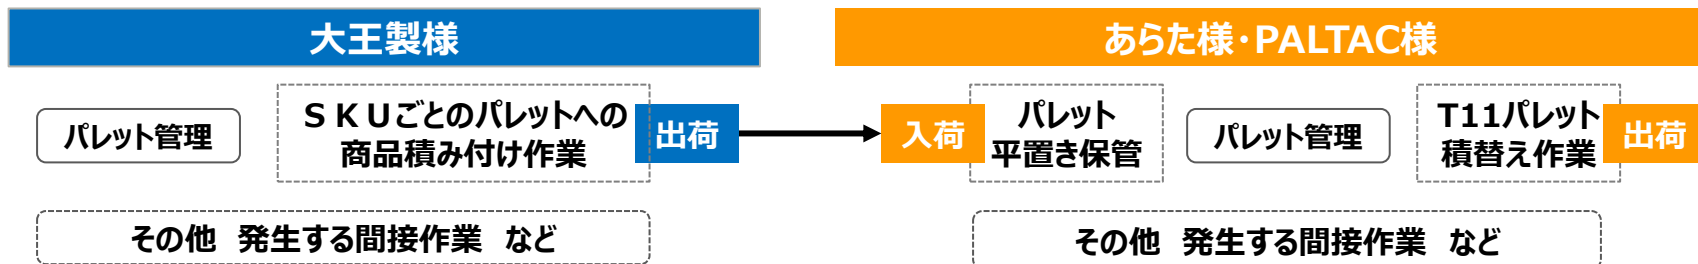 大王製様
あらた様・PALTAC様
パレット管理
ＳＫＵごとのパレットへの
商品積み付け作業
出荷
入荷
パレット
平置き保管
パレット管理
T11パレット
積替え作業
出荷
その他　発生する間接作業　など
その他　発生する間接作業　など